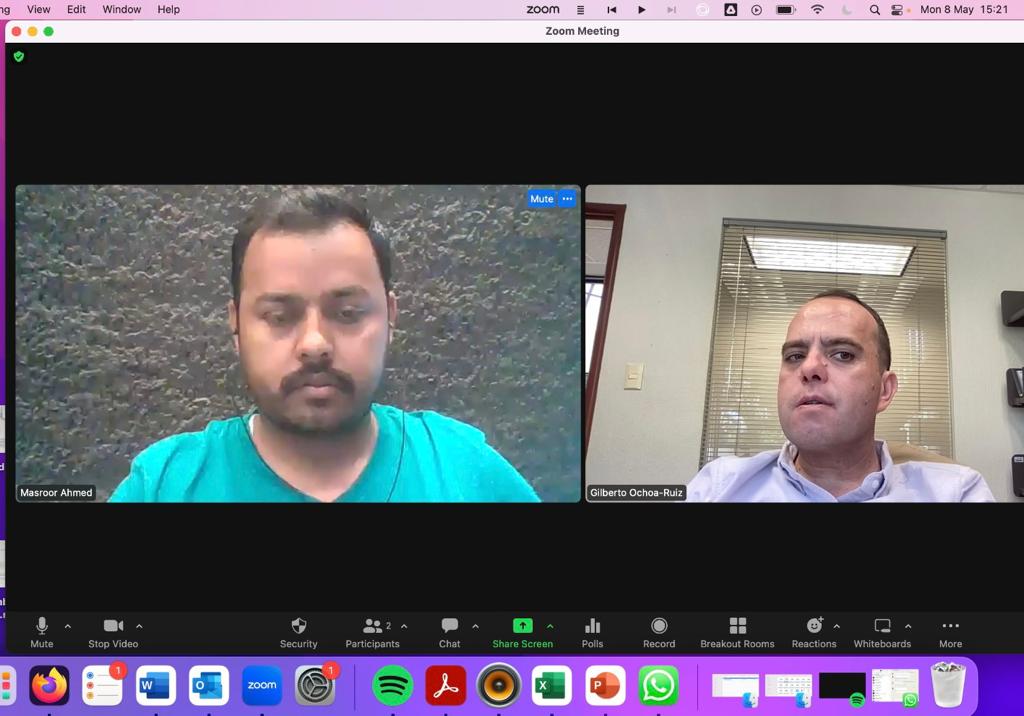 View Edit Window Help
zoom
Mon 8 May 15:21
Zoom Meeting
Mute
Masroor Ahmed
Gilberto Ochoa-Ruiz
2
Mute
Stop Video
Security
Participants
Chat
Share Screen
Polls
Record
Breakout Rooms
Reactions
Whiteboards
More
1
W
O
zoom
1
X
P